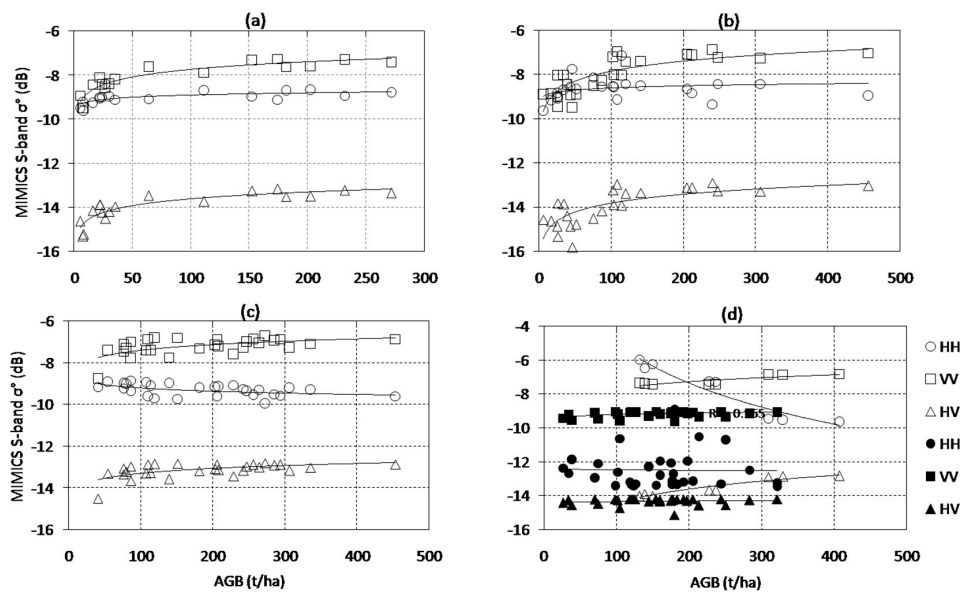 (a)
(b)
MIMICS S-band σ° (dB)
-6
-8
-10
-12
-14
-16
0 50 100 150 200 250 300
-6
-8
-10
-12
-14
-16
0 100 200 300 400 500
(c)
(d)
MIMICS S-band σ° (dB)
-6
-8
-10
-12
-14
-16
0 100 200 300 400 500
AGB (t/ha)
-4
-6
-8
-10
-12
-14
-16
0 100 200 300 400 500
AGB (t/ha)
HH
VV
HV
HH
VV
HV